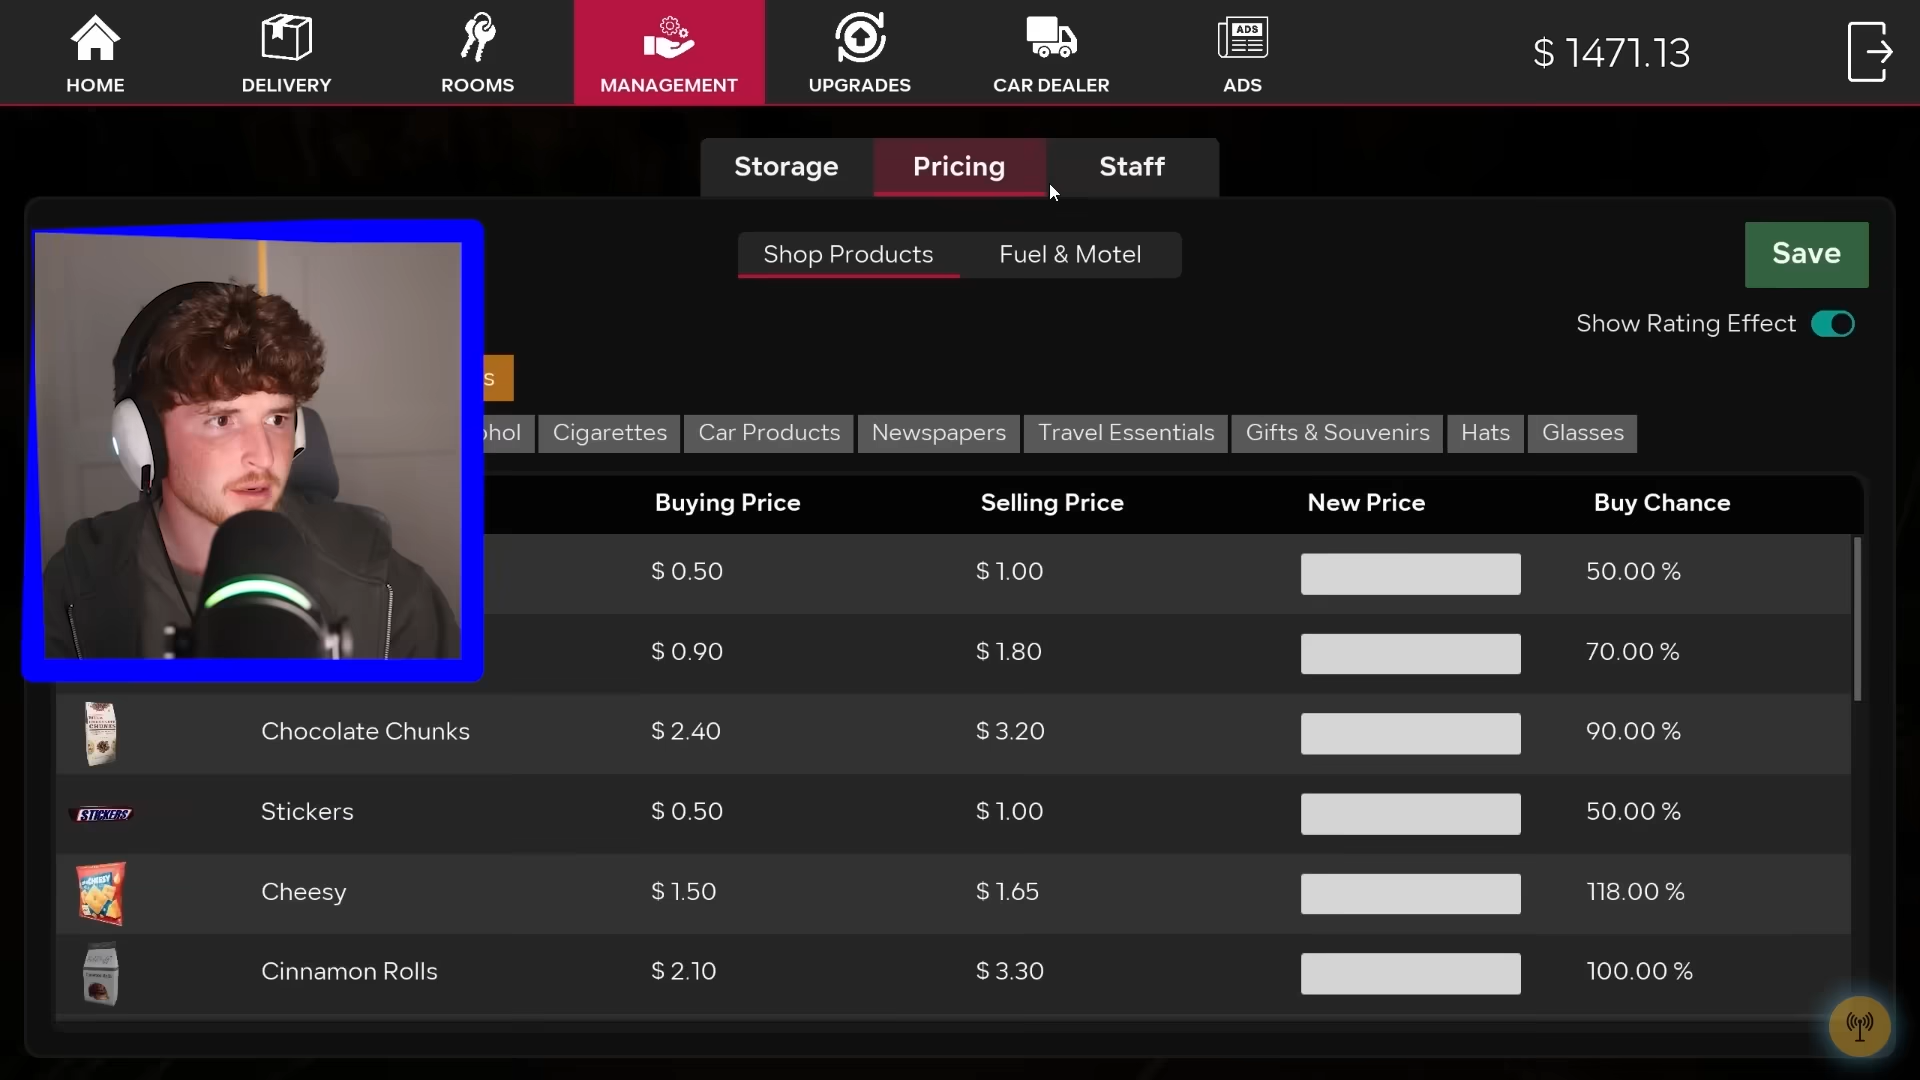 HOME DELIVERY ROOMS MANAGEMENT UPGRADES CAR DEALER ADS $ 1471.13
ADS
Storage Pricing Staff
Shop Products Fuel & Motel Save
Show Rating Effect
s
ohol Cigarettes Car Products Newspapers Travel Essentials Gifts & Souvenirs Hats Glasses
Buying Price Selling Price New Price Buy Chance
$ 0.50 $ 1.00 50.00 %
$ 0.90 $ 1.80 70.00 %
Chocolate Chunks $ 2.40 $ 3.20 90.00 %
STICKERS Stickers $ 0.50 $ 1.00 50.00 %
CHEESY Cheesy $ 1.50 $ 1.65 118.00 %
Cinnamon Rolls $ 2.10 $ 3.30 100.00 %